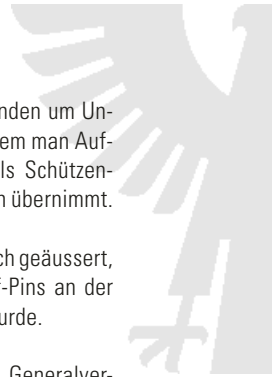 nden um Un-
em man Auf-
ls Schützen-
n übernimmt.
ch geäussert,
f-Pins an der
urde.
Generalver-